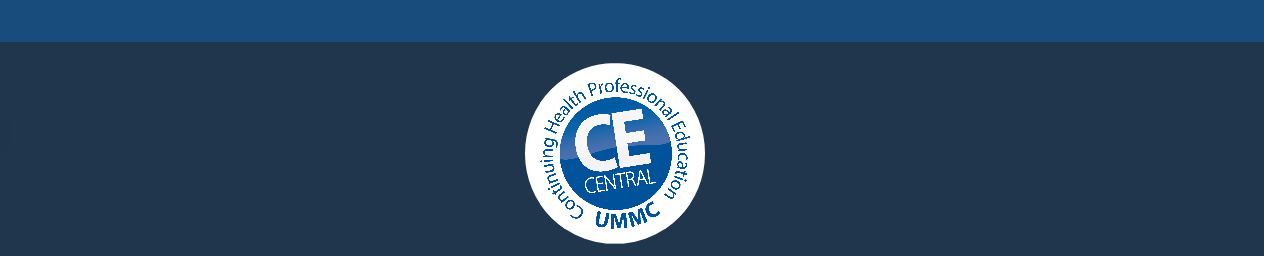 Continuing Health Professional Education
CE
CENTRAL
UMMC